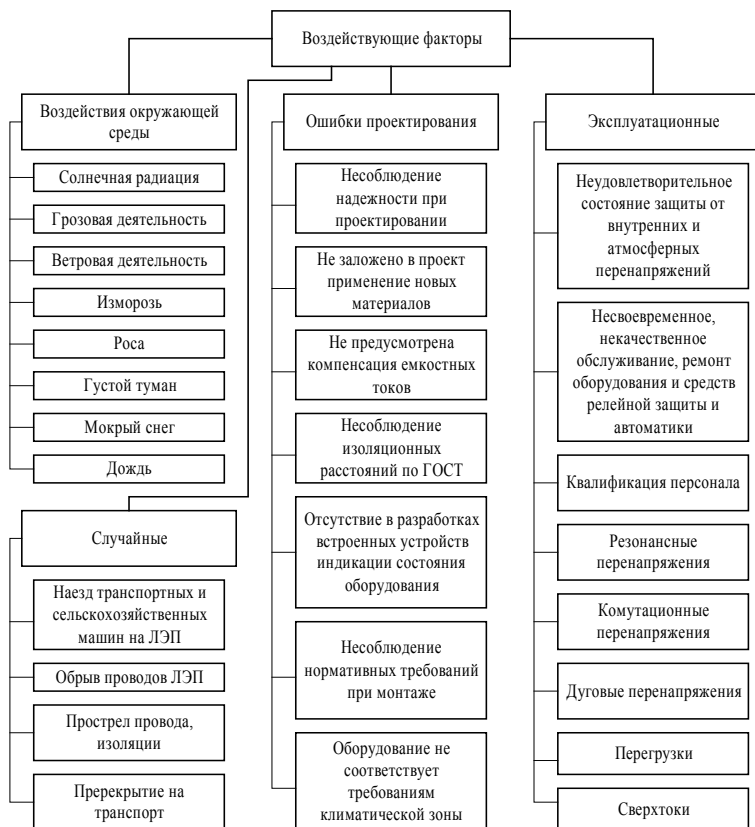 Воздействующие факторы
Воздействия окружающей
среды
Солнечная радиация
Грозовая деятельность
Ветровая деятельность
Изморозь
Роса
Густой туман
Мокрый снег
Дождь
Случайные
Наезд транспортных и
сельскохозяйственных
машин на ЛЭП
Обрыв проводов ЛЭП
Прострел провода,
изоляции
Пререкрытие на
транспорт
Ошибки проектирования
Несоблюдение
надежности при
проектировании
Не заложено в проект
применение новых
материалов
Не предусмотрена
компенсация емкостных
токов
Несоблюдение
изоляционных
расстояний по ГОСТ
Отсутствие в разработках
встроенных устройств
индикации состояния
оборудования
Несоблюдение
нормативных требований
при монтаже
Оборудование не
соответствует
требованиям
климатической зоны
Эксплуатационные
Неудовлетворительное
состояние защиты от
внутренних и
атмосферных
перенапряжений
Несвоевременное,
некачественное
обслуживание, ремонт
оборудования и средств
релейной защиты и
автоматики
Квалификация персонала
Резонансные
перенапряжения
Комутационные
перенапряжения
Дуговые перенапряжения
Перегрузки
Сверхтоки